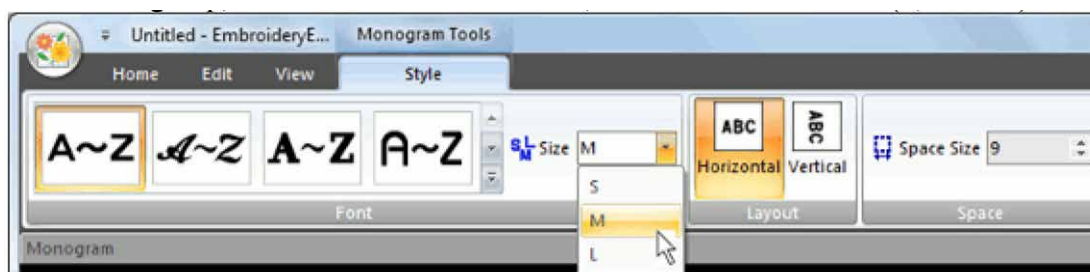 Untitled - EmbroideryE... Monogram Tools
Home Edit View Style
A~Z A~Z A~Z A~Z S M L Size M ABC ABC Space Size 9
Horizontal Vertical
S
Font Layout Space
M
Monogram
L